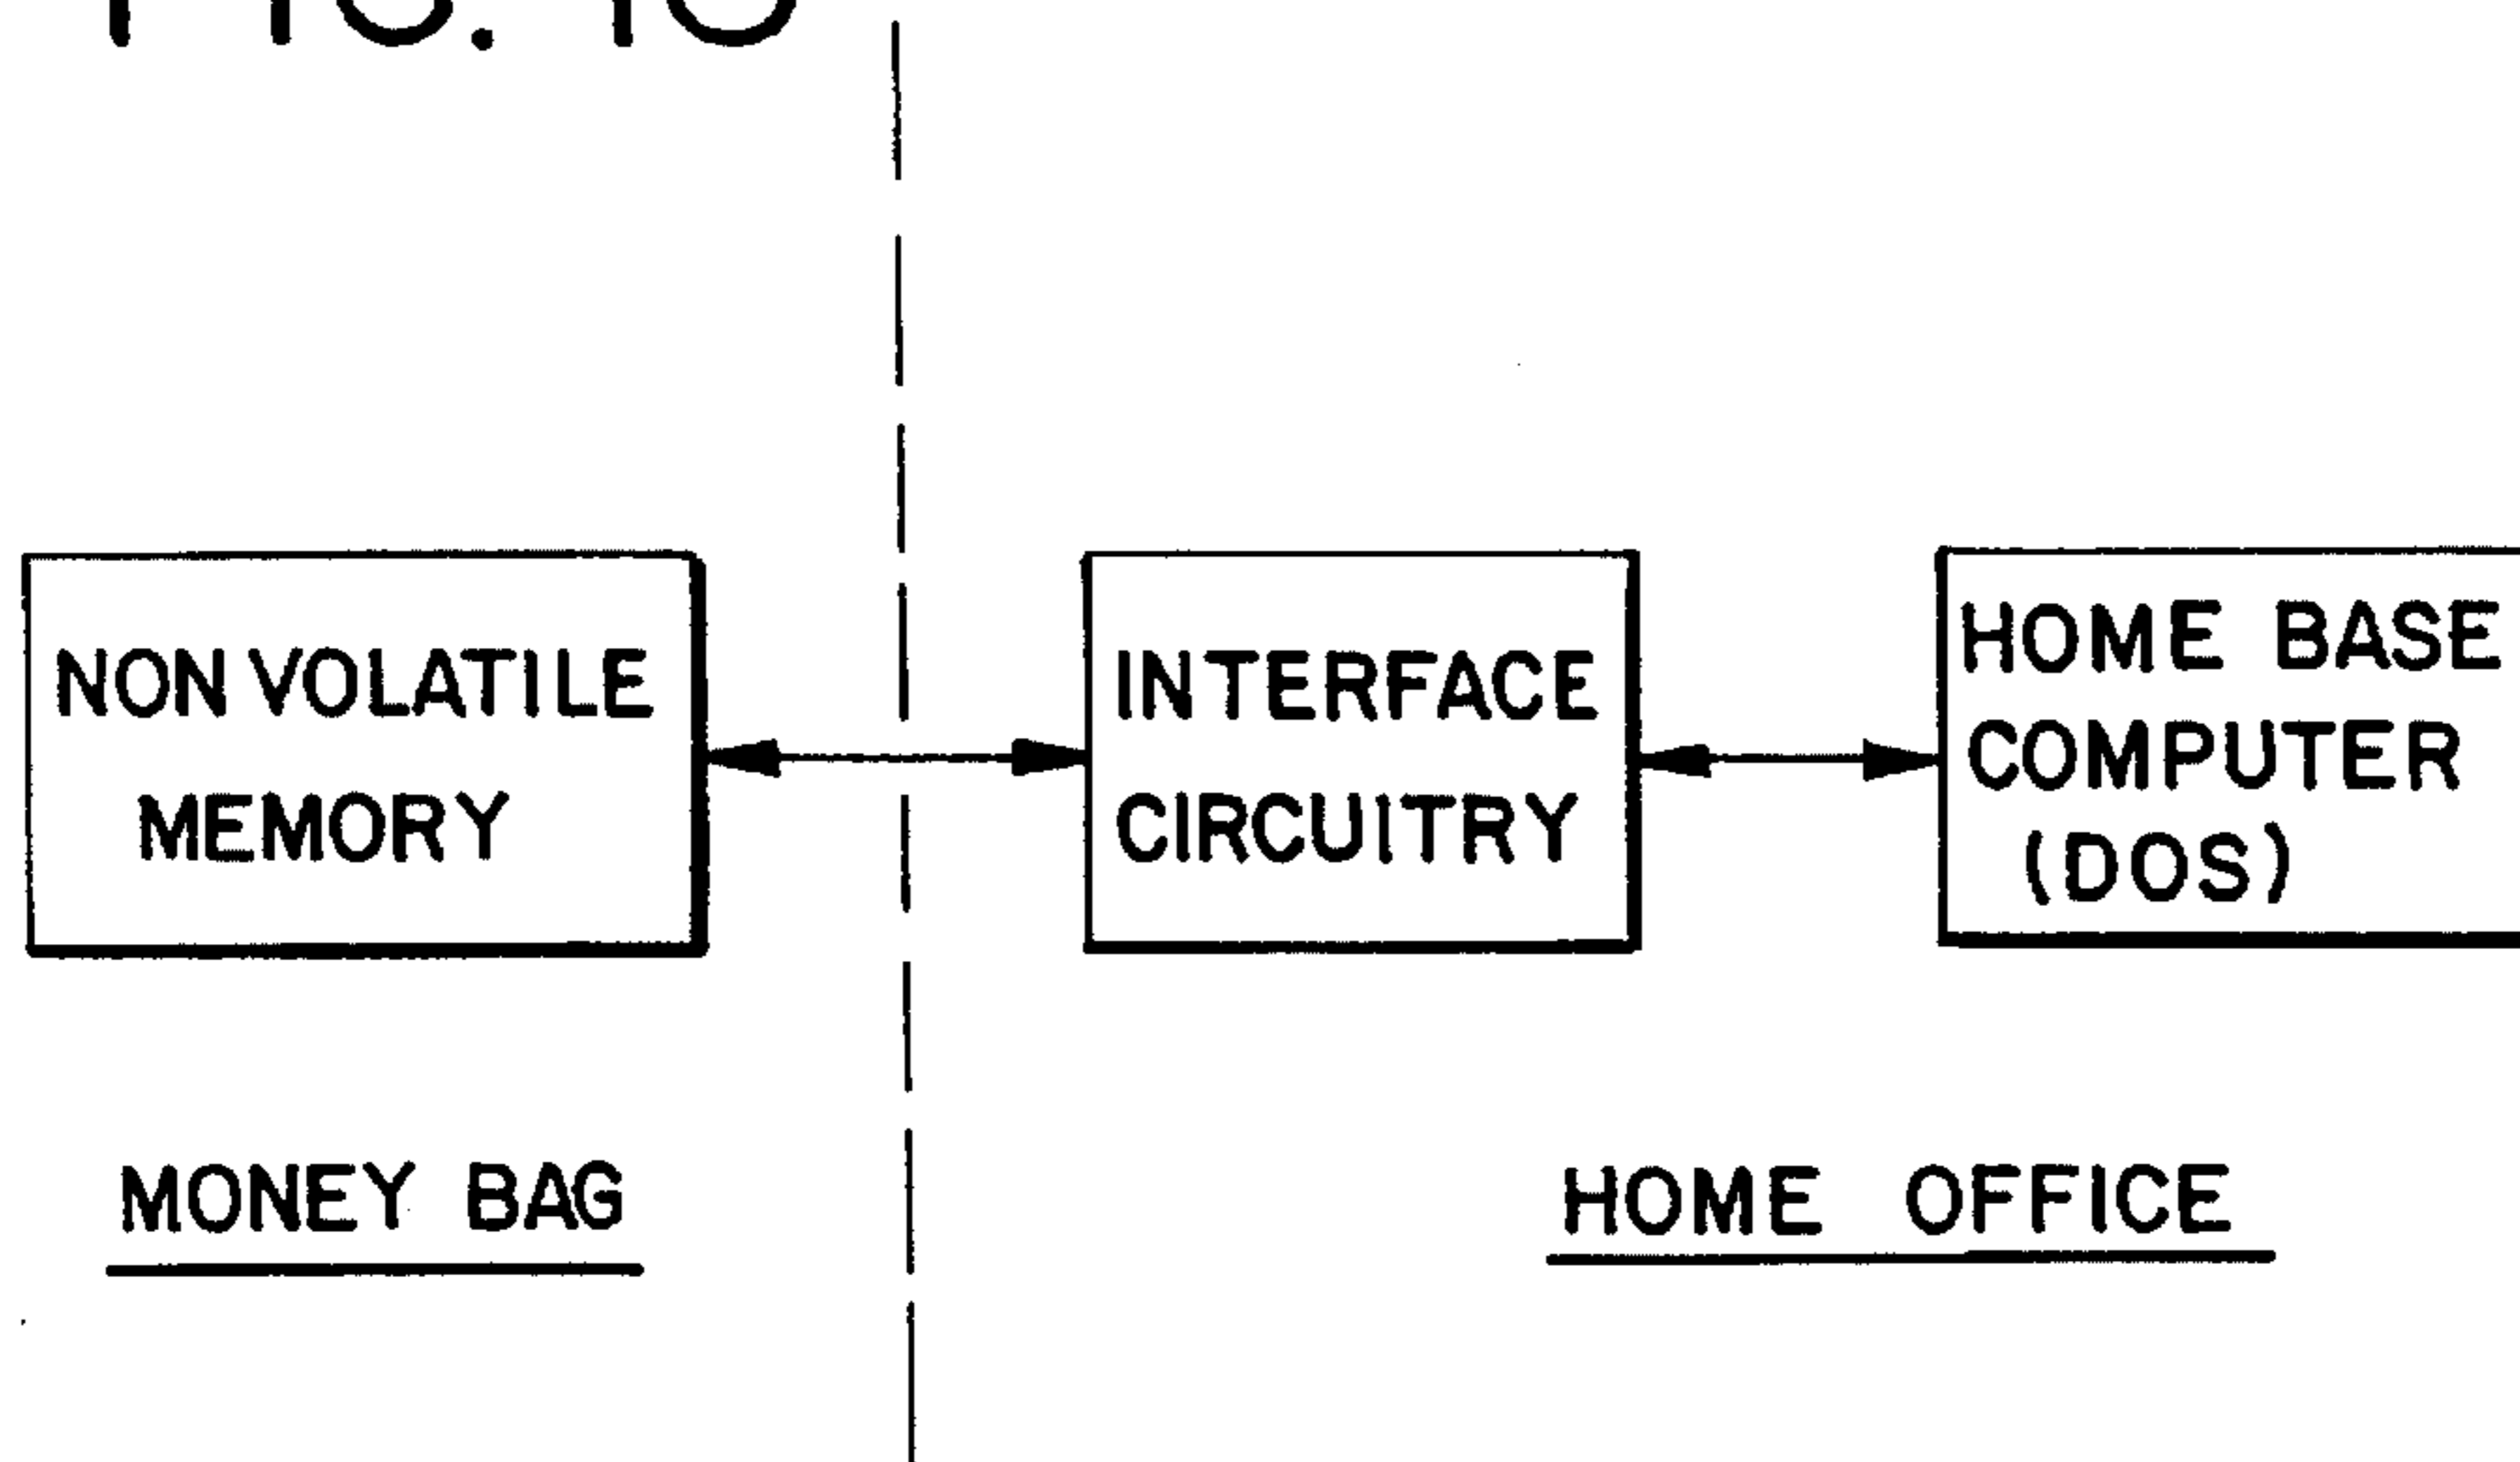 NON VOLATILE
MEMORY
INTERFACE
CIRCUITRY
HOME BASE
COMPUTER
(DOS)
MONEY BAG
HOME OFFICE